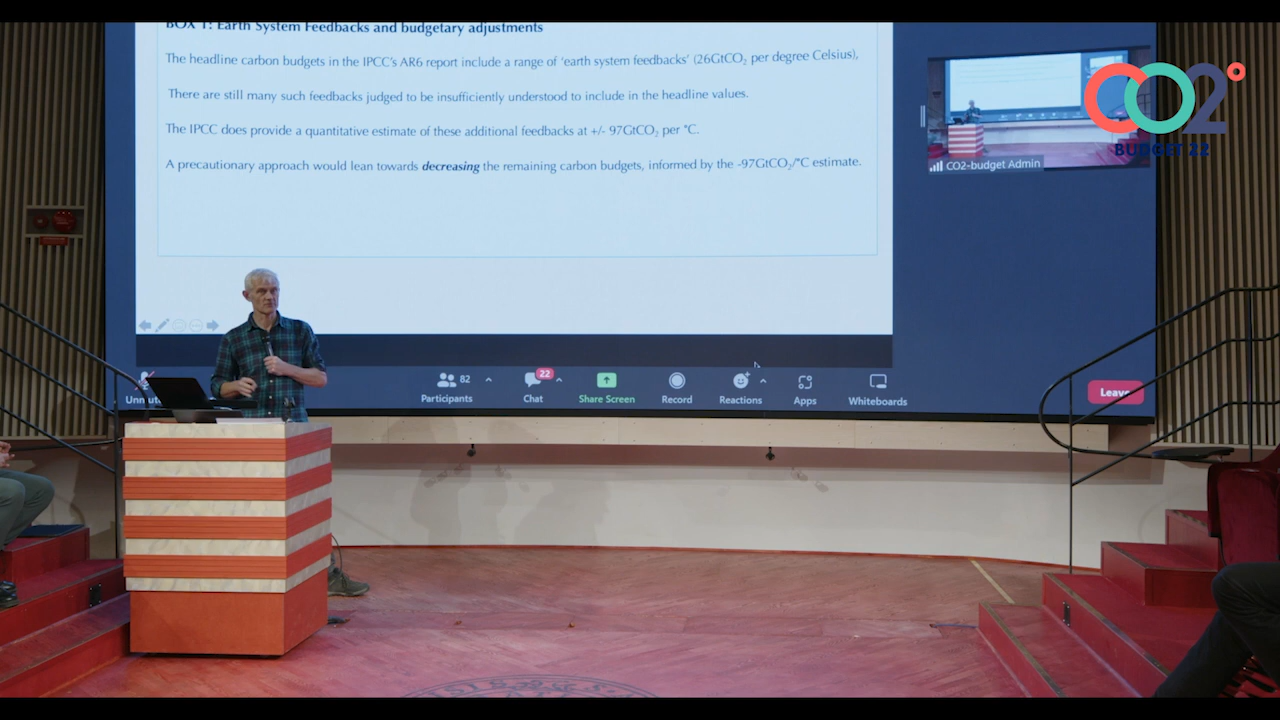 BOX 1: Earth System Feedbacks and budgetary adjustments
The headline carbon budgets in the IPCC's AR6 report include a range of 'earth system feedbacks' (26GtCO₂ per degree Celsius),
There are still many such feedbacks judged to be insufficiently understood to include in the headline values.
The IPCC does provide a quantitative estimate of these additional feedbacks at +/- 97GtCO₂ per °C.
A precautionary approach would lean towards decreasing the remaining carbon budgets, informed by the -97GtCO₂/°C estimate.
CO2°
BUDGET 22
CO2-budget Admin
82
22
Participants
Chat
Share Screen
Record
Reactions
Apps
Whiteboards
Leave